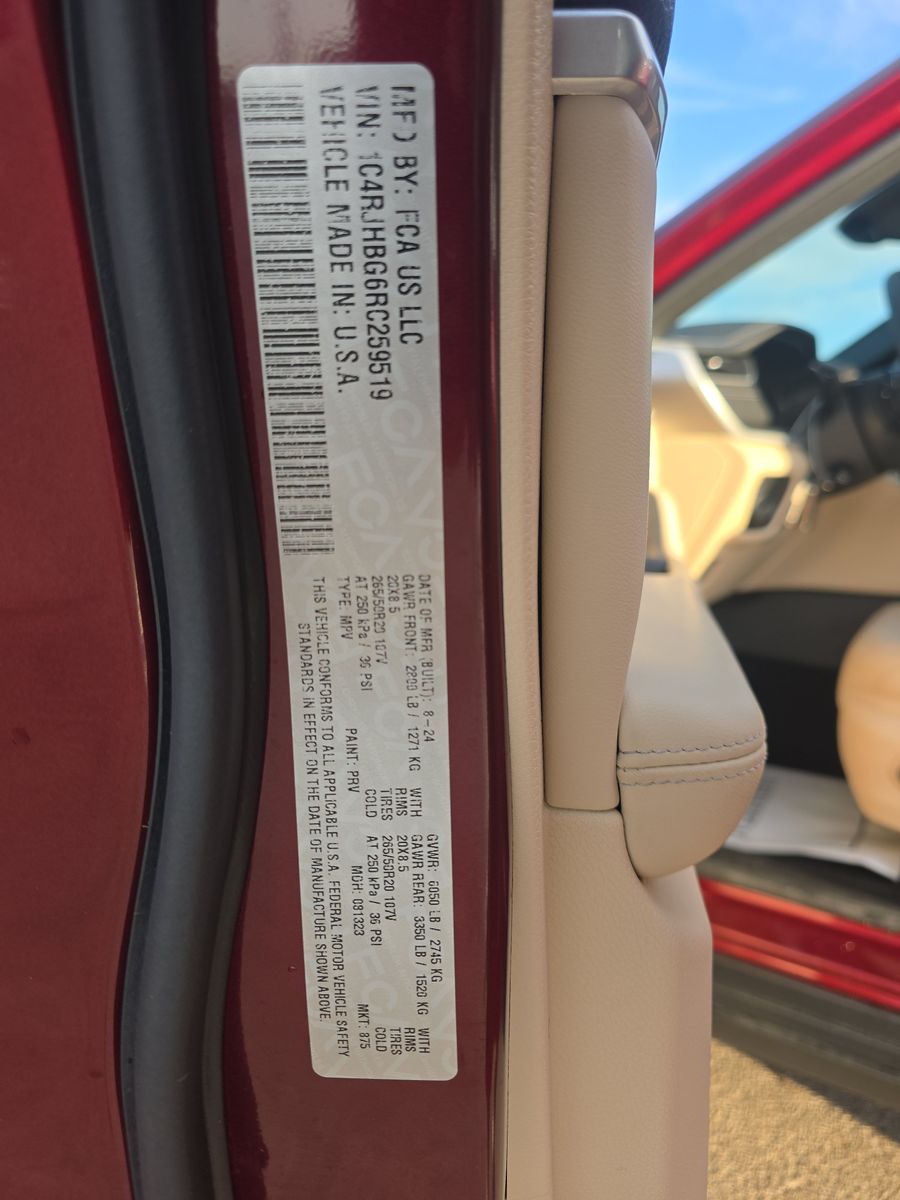 MFD BY: FCA US LLC
VIN: 1C4RJHBG6RC259519
VEHICLE MADE IN: U.S.A.
DATE OF MFR (BUILT): 8-24 GVWR: 6050 LB / 2745 KG
GAWR FRONT: 2800 LB / 1271 KG WITH GAWR REAR: 3350 LB / 1520 KG WITH
20X8.5 RIMS 20X8.5 RIMS
265/50R20 107V TIRES 265/50R20 107V TIRES
AT 250 kPa / 36 PSI COLD AT 250 kPa / 36 PSI COLD
TYPE: MPV PAINT: PRV MDH: 081323 MKT: 875
THIS VEHICLE CONFORMS TO ALL APPLICABLE U.S.A. FEDERAL MOTOR VEHICLE SAFETY
STANDARDS IN EFFECT ON THE DATE OF MANUFACTURE SHOWN ABOVE.